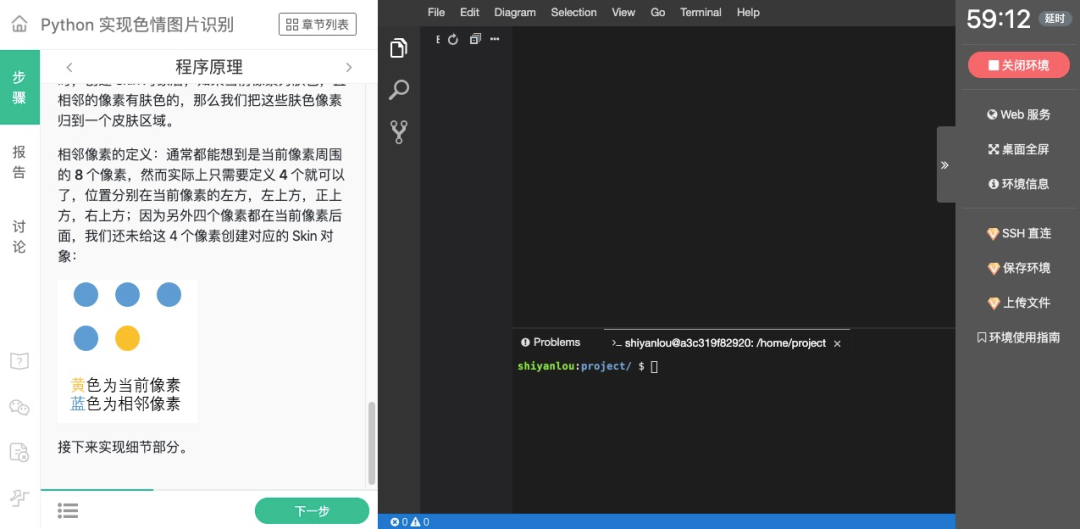 Python 实现色情图片识别
章节列表
步骤
报告
讨论
程序原理
相邻的像素有肤色的，那么我们把这些肤色像素
归到一个皮肤区域。
相邻像素的定义：通常都能想到是当前像素周围
的 8 个像素，然而实际上只需要定义 4 个就可以
了，位置分别在当前像素的左方，左上方，正上
方，右上方；因为另外四个像素都在当前像素后
面，我们还未给这 4 个像素创建对应的 Skin 对
象：
黄色为当前像素
蓝色为相邻像素
接下来实现细节部分。
下一步
File Edit Diagram Selection View Go Terminal Help
Problems
>_ shiyanlou@a3c319f82920: /home/project ×
shiyanlou:project/ $
0 0
59:12 延时
关闭环境
Web 服务
桌面全屏
环境信息
SSH 直连
保存环境
上传文件
环境使用指南